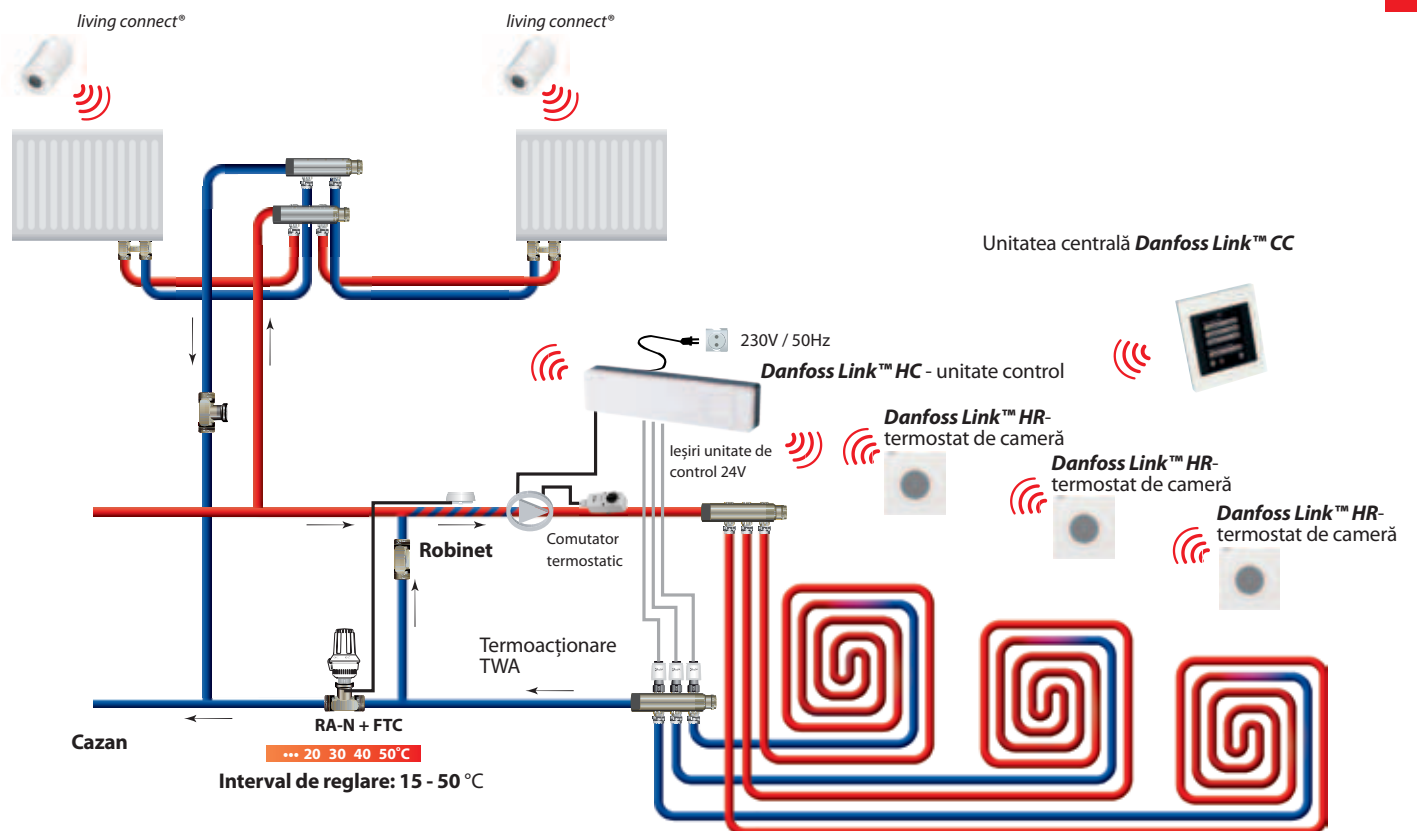 living connect®
living connect®
Unitatea centrală Danfoss Link™ CC
230V / 50Hz
Danfoss Link™ HC - unitate control
Danfoss Link™ HR-
termostat de cameră
Ieșiri unitate de
control 24V
Danfoss Link™ HR-
termostat de cameră
Danfoss Link™ HR-
termostat de cameră
Robinet
Comutator
termostatic
Termoacționare
TWA
RA-N + FTC
Cazan
••• 20 30 40 50°C
Interval de reglare: 15 - 50 °C